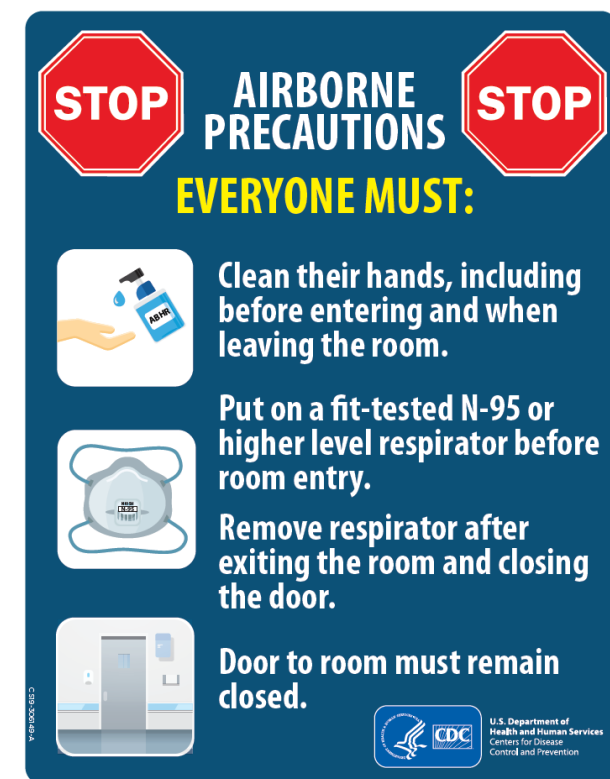 STOP
AIRBORNE
PRECAUTIONS
STOP
EVERYONE MUST:
ABHR
Clean their hands, including
before entering and when
leaving the room.
Put on a fit-tested N-95 or
higher level respirator before
room entry.
N-95
Remove respirator after
exiting the room and closing
the door.
Door to room must remain
closed.
CDC
U.S. Department of
Health and Human Services
Centers for Disease
Control and Prevention